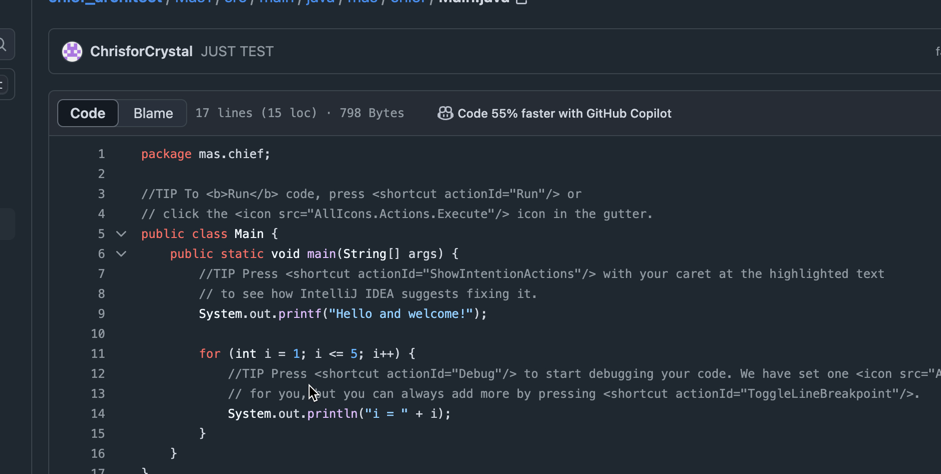 chief_architect / MasT / src / main / java / mas / chief / Main.java
ChrisforCrystal JUST TEST
Code Blame 17 lines (15 loc) · 798 Bytes Code 55% faster with GitHub Copilot
1 package mas.chief;
2
3 //TIP To <b>Run</b> code, press <shortcut actionId="Run"/> or
4 // click the <icon src="AllIcons.Actions.Execute"/> icon in the gutter.
5 public class Main {
6 public static void main(String[] args) {
7 //TIP Press <shortcut actionId="ShowIntentionActions"/> with your caret at the highlighted text
8 // to see how IntelliJ IDEA suggests fixing it.
9 System.out.printf("Hello and welcome!");
10
11 for (int i = 1; i <= 5; i++) {
12 //TIP Press <shortcut actionId="Debug"/> to start debugging your code. We have set one <icon src="A
13 // for you, but you can always add more by pressing <shortcut actionId="ToggleLineBreakpoint"/>.
14 System.out.println("i = " + i);
15 }
16 }
17 }